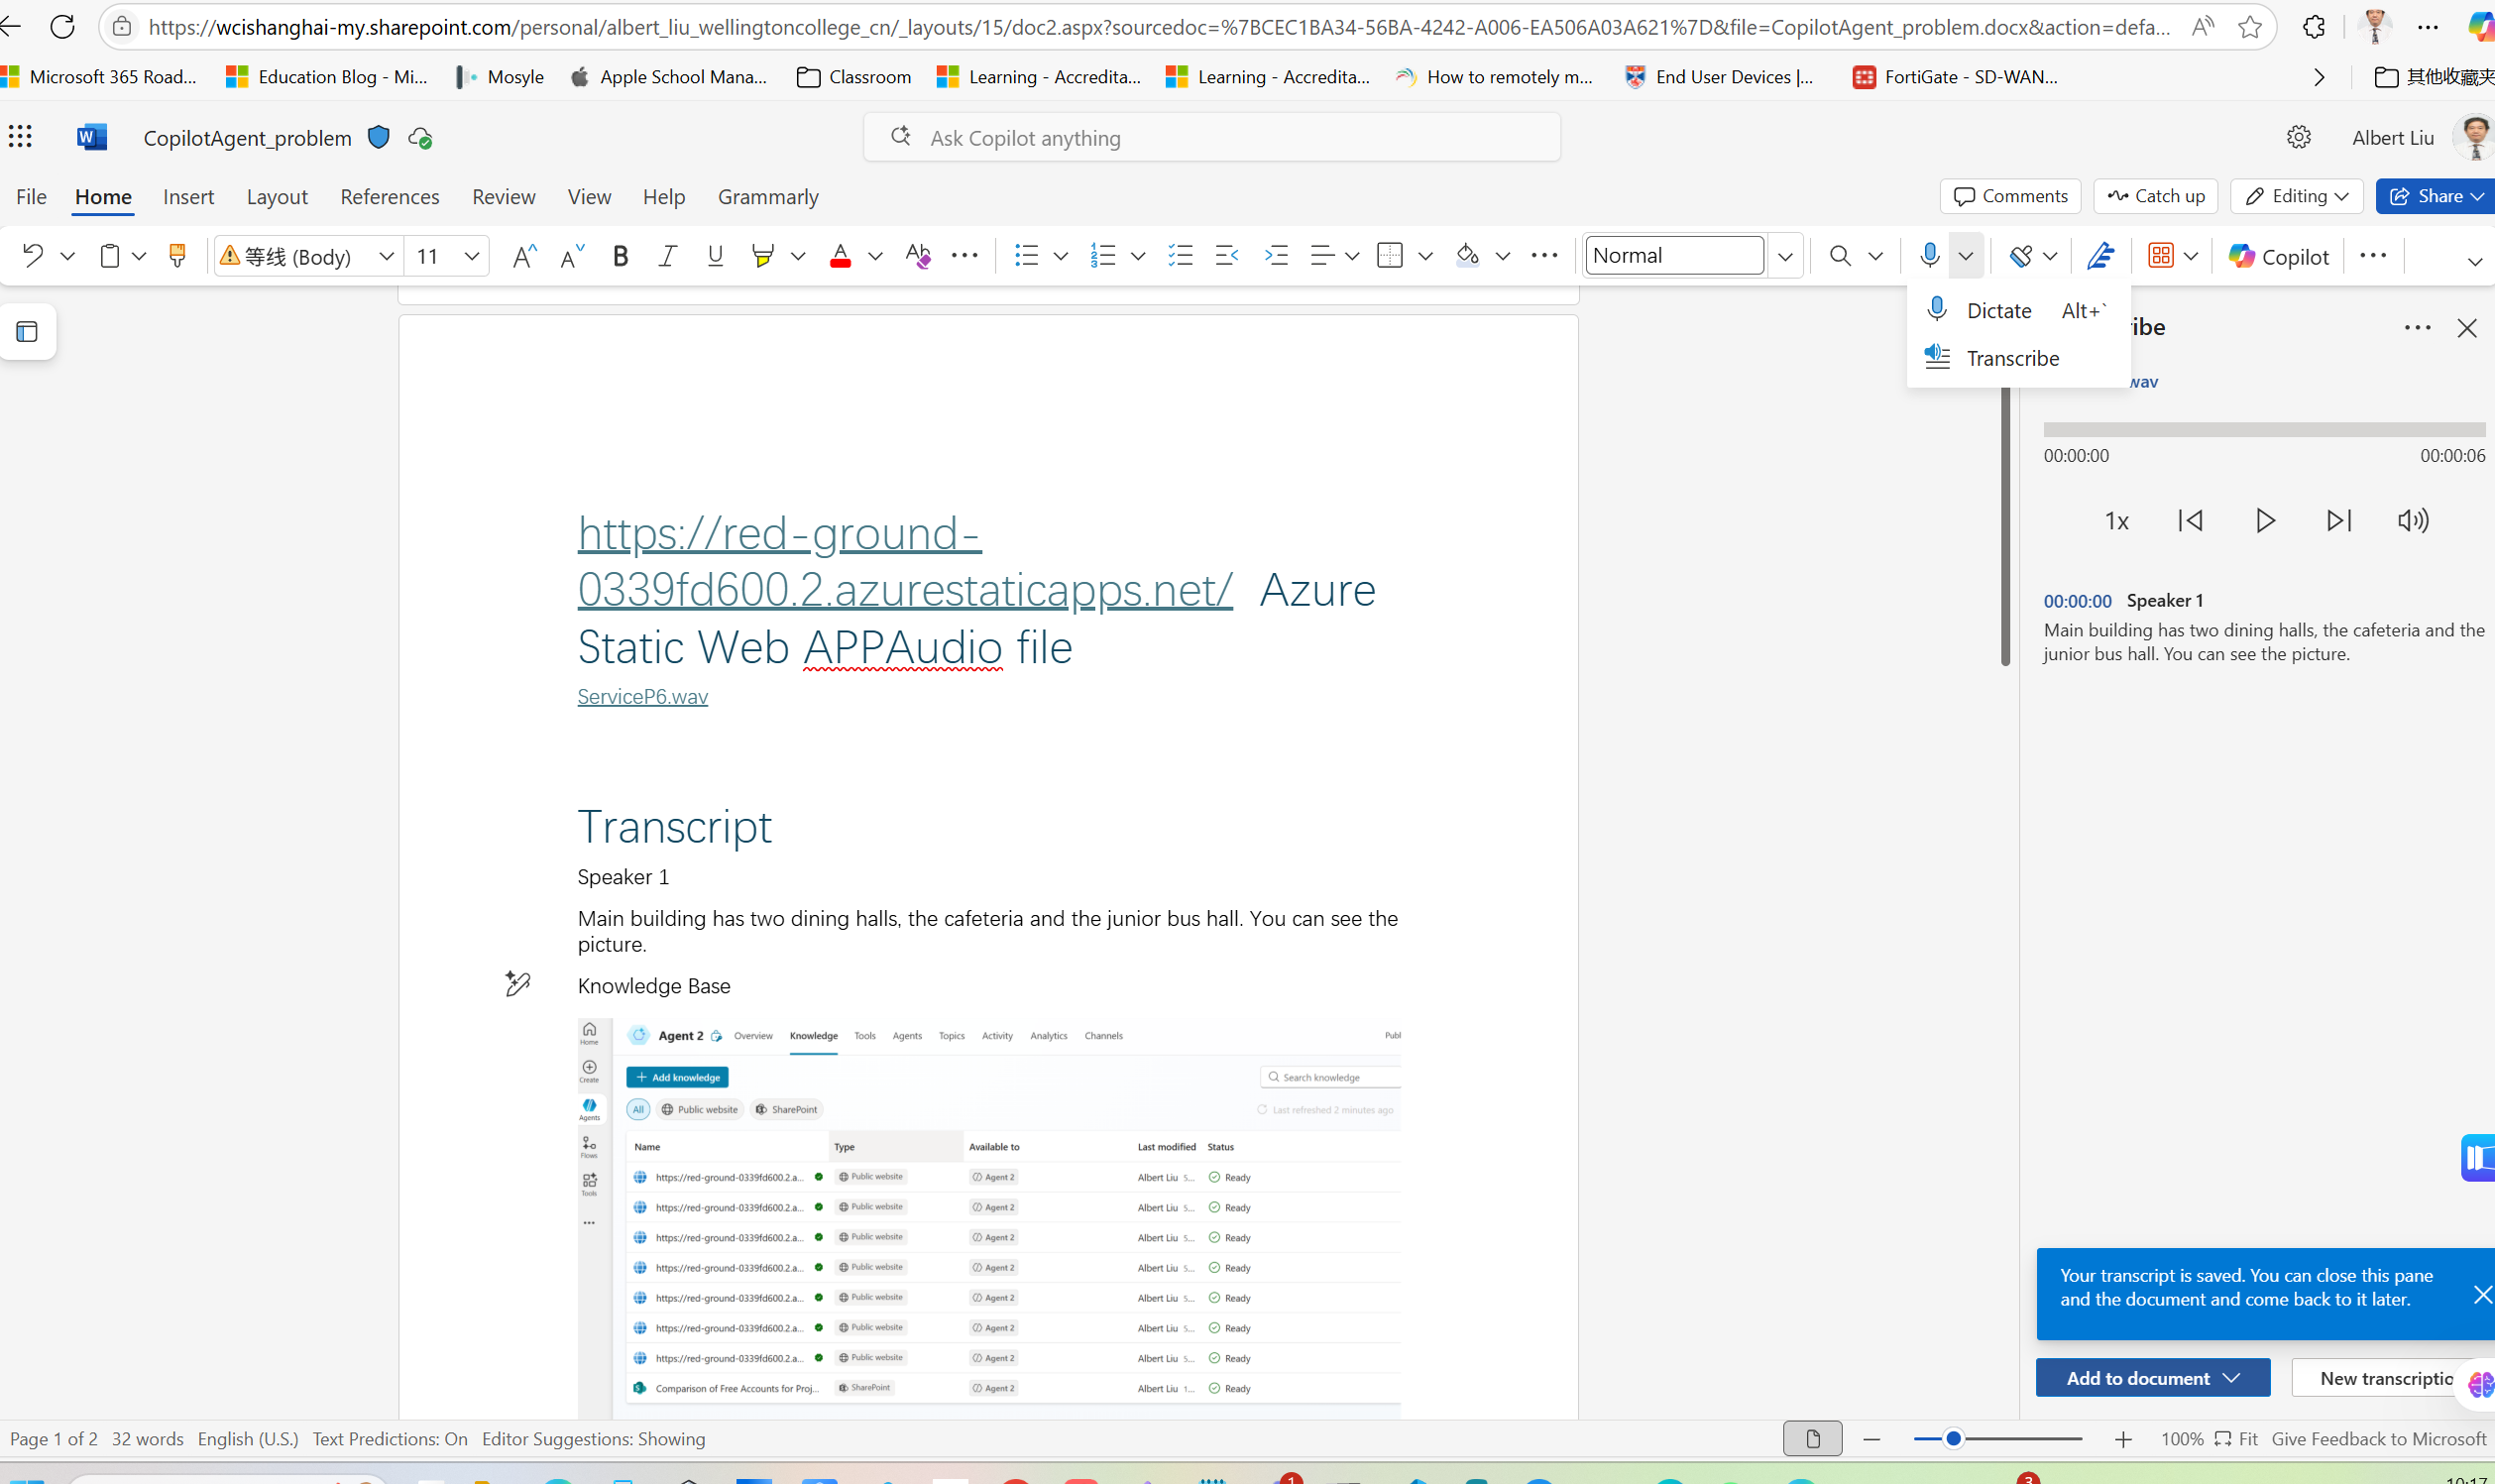 https://wcishanghai-my.sharepoint.com/personal/albert_liu_wellingtoncollege_cn/_layouts/15/doc2.aspx?sourcedoc=%7BCEC1BA34-56BA-4242-A006-EA506A03A621%7D&file=CopilotAgent_problem.docx&action=defa...
Microsoft 365 Road... Education Blog - Mi... Mosyle Apple School Mana... Classroom Learning - Accredita... Learning - Accredita... How to remotely m... End User Devices |... FortiGate - SD-WAN... 其他收藏夹
CopilotAgent_problem Ask Copilot anything Albert Liu
File Home Insert Layout References Review View Help Grammarly Comments Catch up Editing Share
等线 (Body) 11 Normal Copilot
Dictate Alt+`
Transcribe
ibe
wav
00:00:00 00:00:06
1x
00:00:00 Speaker 1
Main building has two dining halls, the cafeteria and the
junior bus hall. You can see the picture.
https://red-ground-
0339fd600.2.azurestaticapps.net/ Azure
Static Web APPAudio file
ServiceP6.wav
Transcript
Speaker 1
Main building has two dining halls, the cafeteria and the junior bus hall. You can see the
picture.
Knowledge Base
Home Create Agents Flows Tools
Agent 2 Overview Knowledge Tools Agents Topics Activity Analytics Channels Publ
Add knowledge Search knowledge
All Public website SharePoint Last refreshed 2 minutes ago
Name Type Available to Last modified Status
https://red-ground-0339fd600.2.a... Public website Agent 2 Albert Liu 5... Ready
https://red-ground-0339fd600.2.a... Public website Agent 2 Albert Liu 5... Ready
https://red-ground-0339fd600.2.a... Public website Agent 2 Albert Liu 5... Ready
https://red-ground-0339fd600.2.a... Public website Agent 2 Albert Liu 5... Ready
https://red-ground-0339fd600.2.a... Public website Agent 2 Albert Liu 5... Ready
https://red-ground-0339fd600.2.a... Public website Agent 2 Albert Liu 5... Ready
https://red-ground-0339fd600.2.a... Public website Agent 2 Albert Liu 5... Ready
Comparison of Free Accounts for Proj... SharePoint Agent 2 Albert Liu 1... Ready
Your transcript is saved. You can close this pane
and the document and come back to it later.
Add to document New transcriptio
Page 1 of 2 32 words English (U.S.) Text Predictions: On Editor Suggestions: Showing 100% Fit Give Feedback to Microsoft
1 3